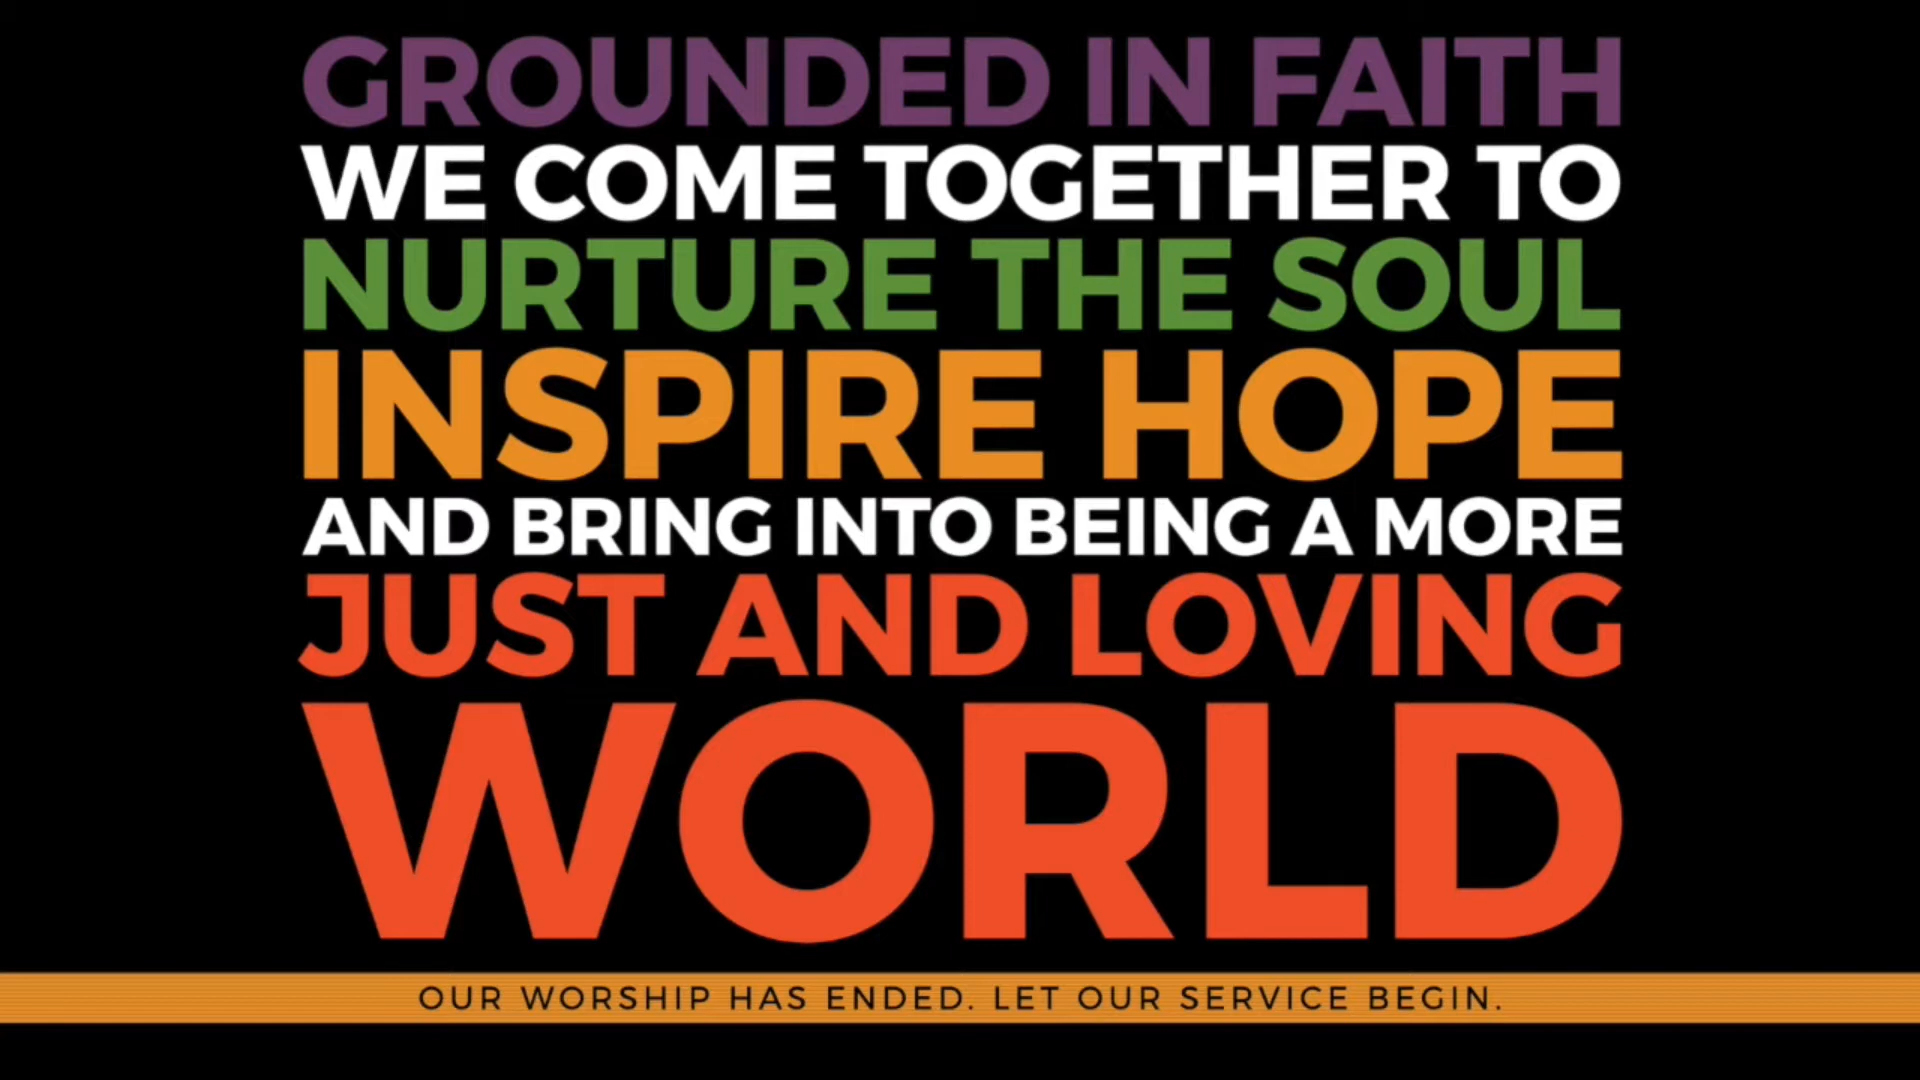 GROUNDED IN FAITH
WE COME TOGETHER TO
NURTURE THE SOUL
INSPIRE HOPE
AND BRING INTO BEING A MORE
JUST AND LOVING
WORLD
OUR WORSHIP HAS ENDED. LET OUR SERVICE BEGIN.